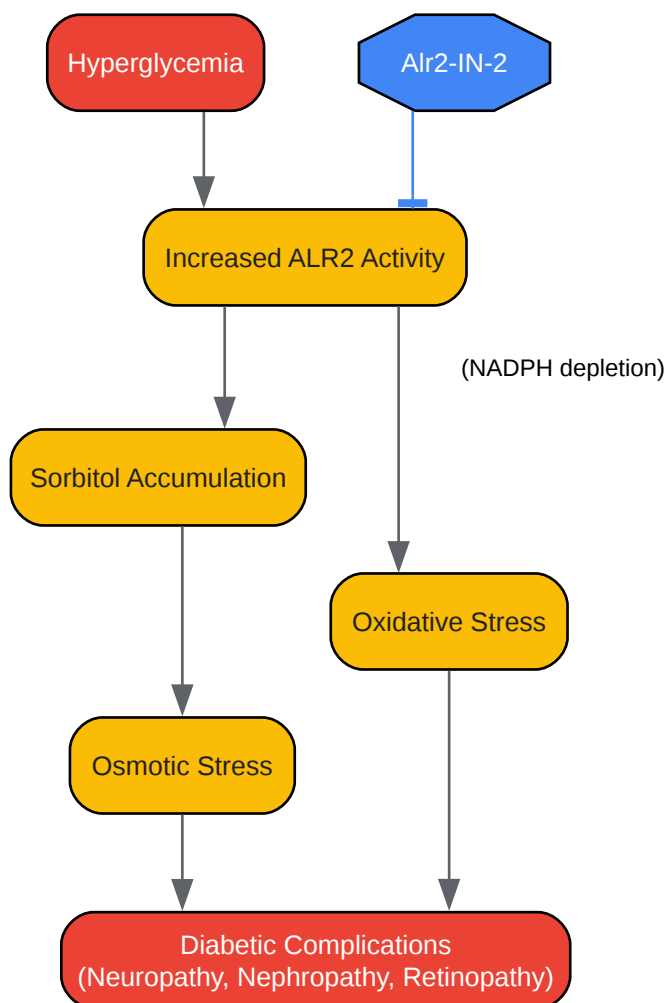 Hyperglycemia
Alr2-IN-2
Increased ALR2 Activity
(NADPH depletion)
Sorbitol Accumulation
Oxidative Stress
Osmotic Stress
Diabetic Complications
(Neuropathy, Nephropathy, Retinopathy)